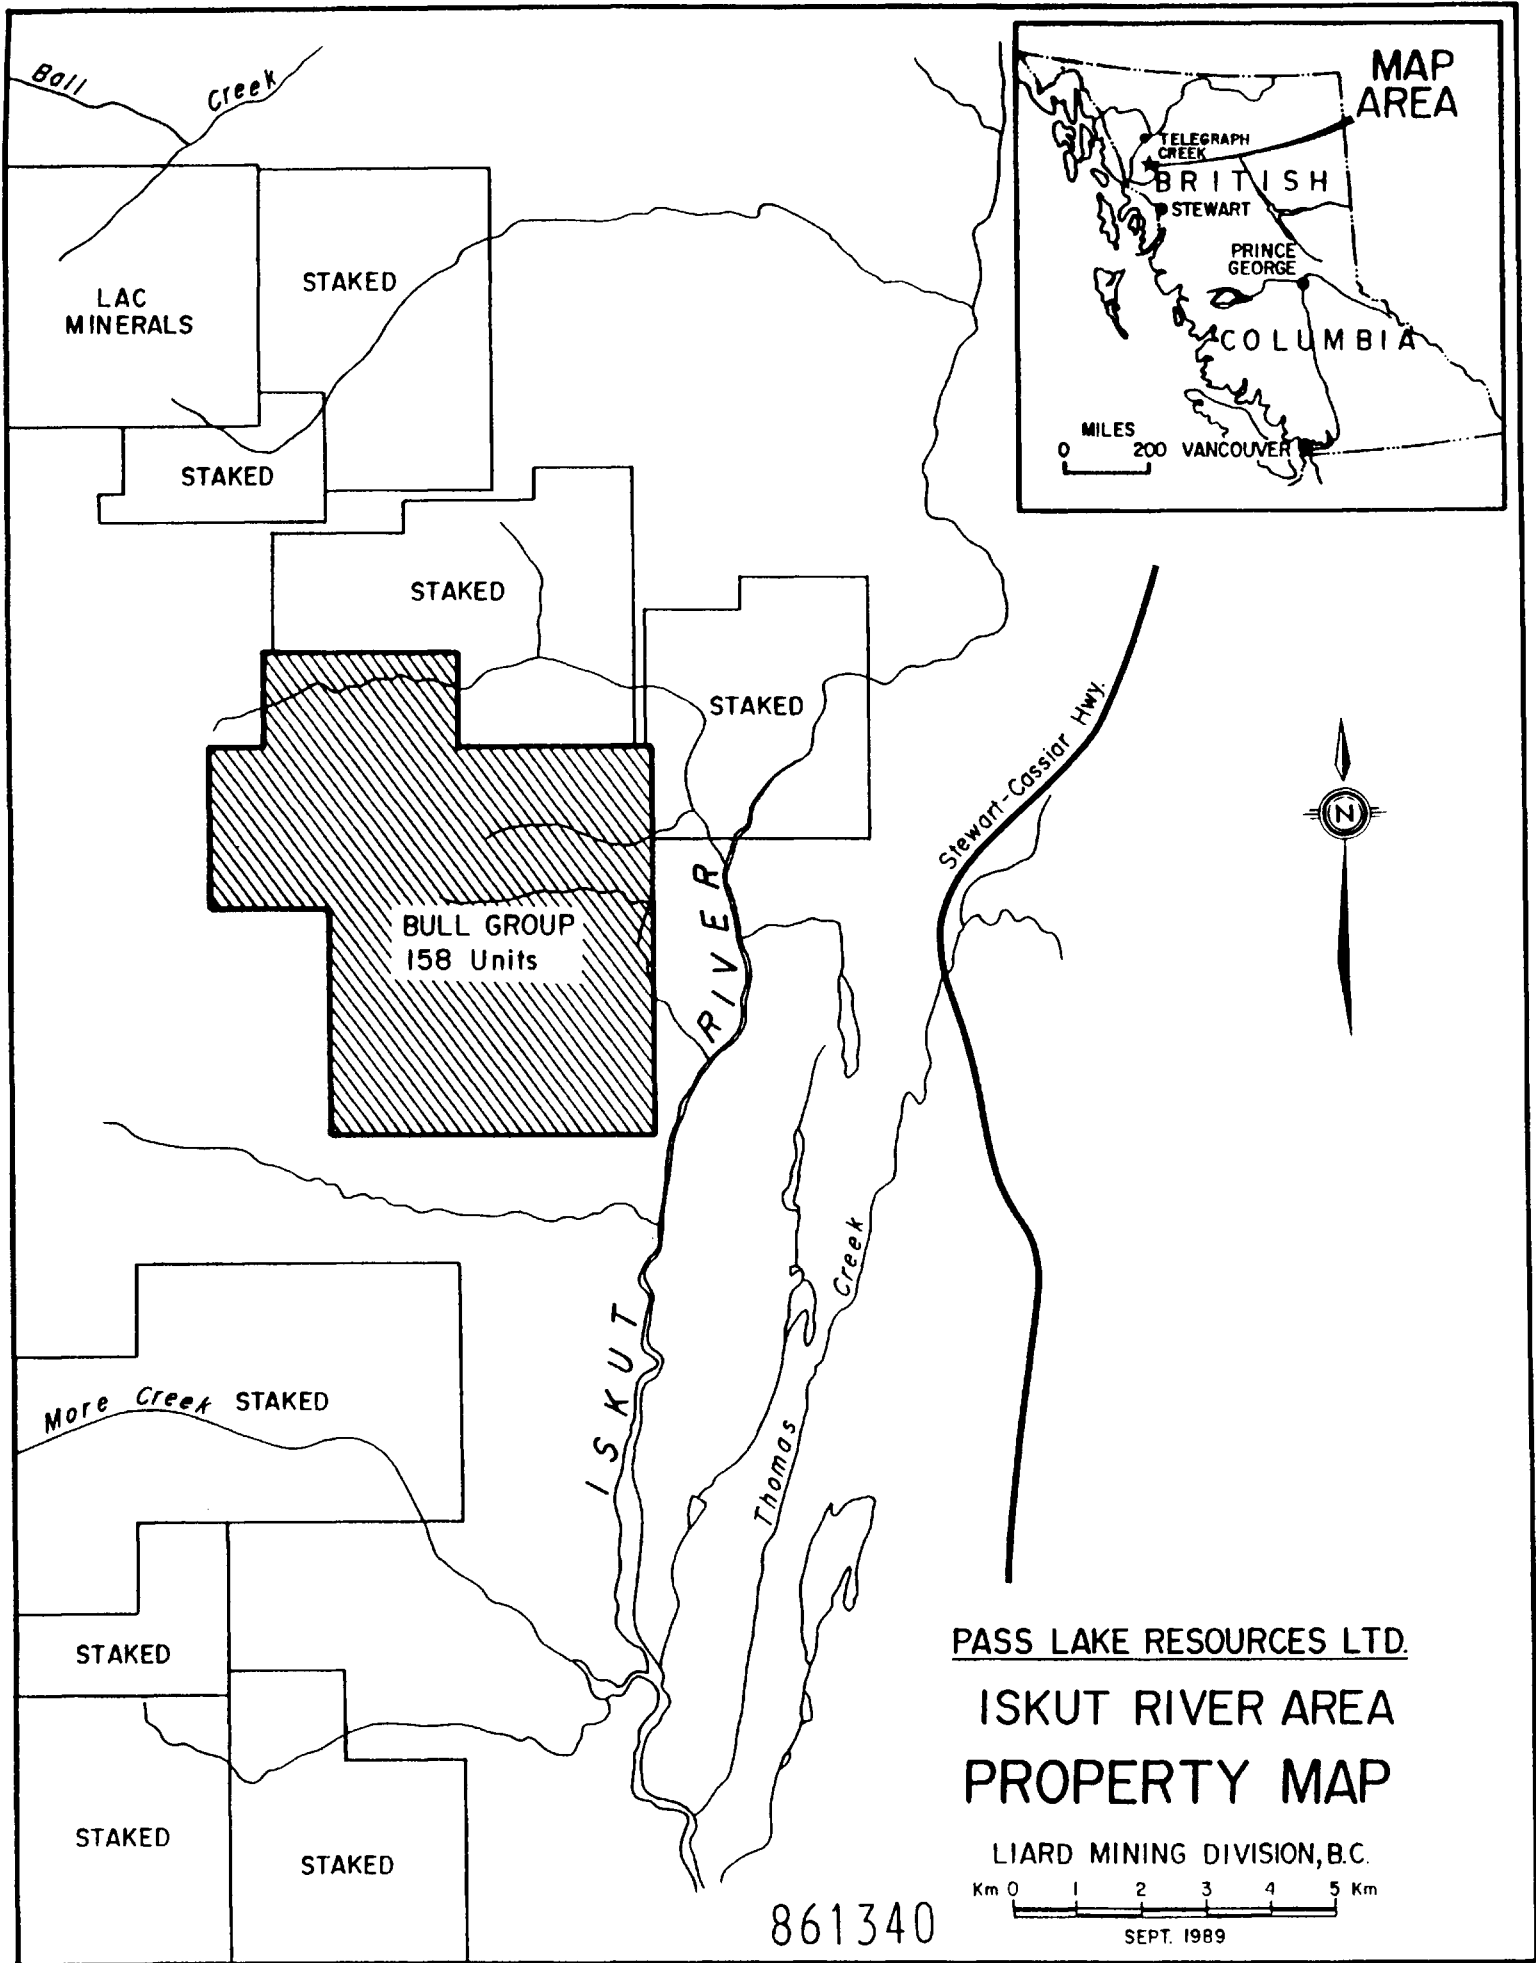 Ball Creek
LAC
MINERALS
STAKED
STAKED
STAKED
STAKED
BULL GROUP
158 Units
ISKUT RIVER
Stewart-Cassiar Hwy.
Thomas Creek
More Creek
STAKED
STAKED
STAKED
STAKED
MAP
AREA
TELEGRAPH
CREEK
BRITISH
STEWART
PRINCE
GEORGE
COLUMBIA
MILES
0 200
VANCOUVER
N
PASS LAKE RESOURCES LTD.
ISKUT RIVER AREA
PROPERTY MAP
LIARD MINING DIVISION, B.C.
Km 0 1 2 3 4 5 Km
SEPT. 1989
861340